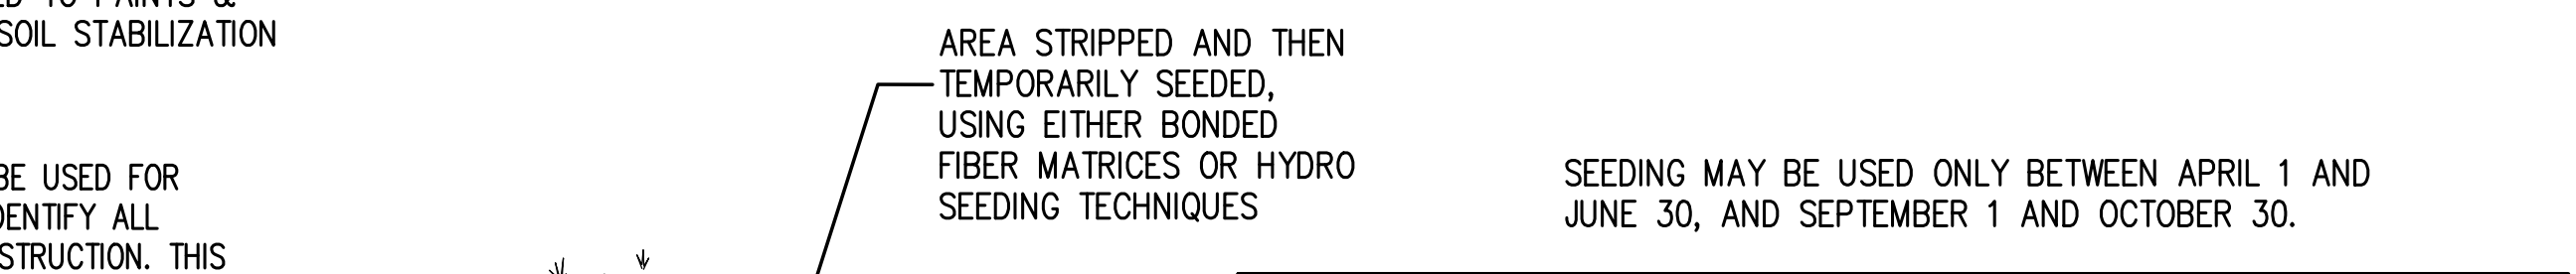 SOIL STABILIZATION
BE USED FOR
IDENTIFY ALL
THIS
AREA STRIPPED AND THEN
TEMPORARILY SEEDED,
USING EITHER BONDED
FIBER MATRICES OR HYDRO
SEEDING TECHNIQUES
SEEDING MAY BE USED ONLY BETWEEN APRIL 1 AND
JUNE 30, AND SEPTEMBER 1 AND OCTOBER 30.